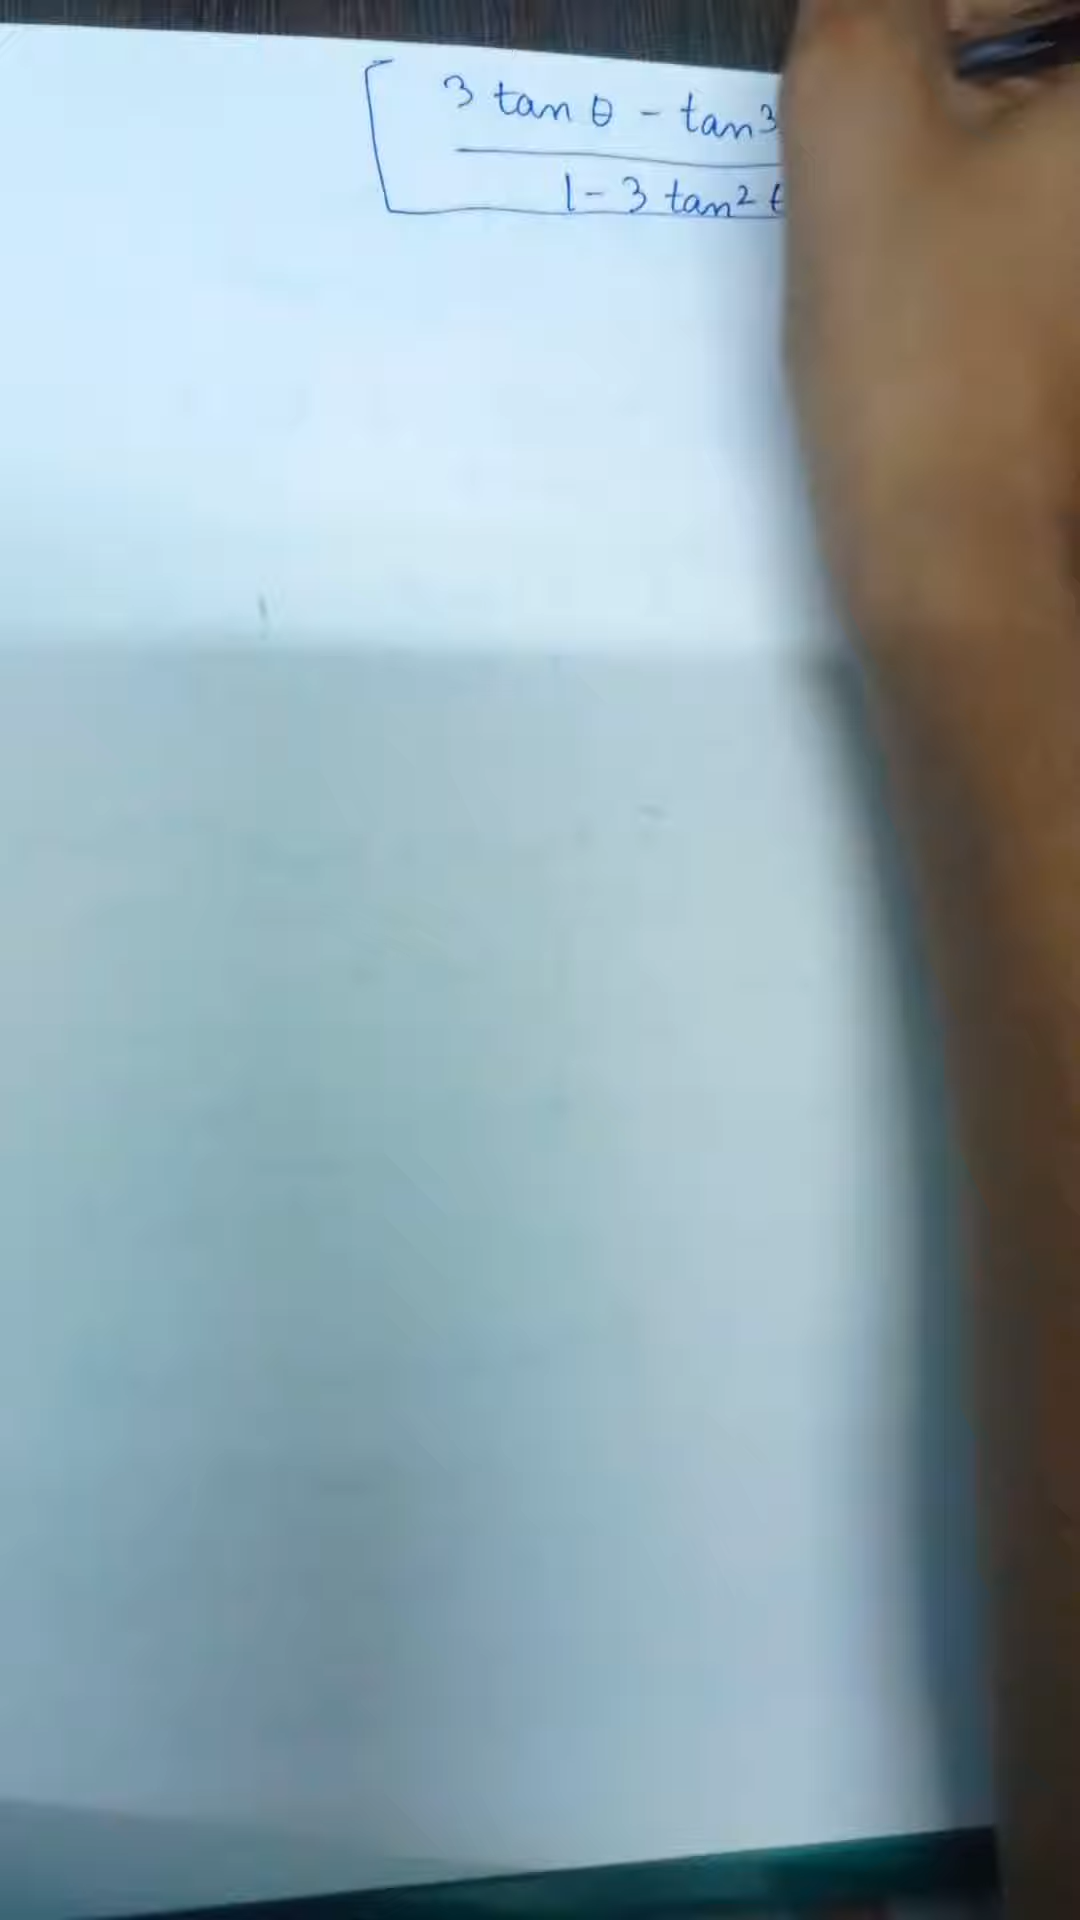 3 tan θ - tan³
1 - 3 tan²